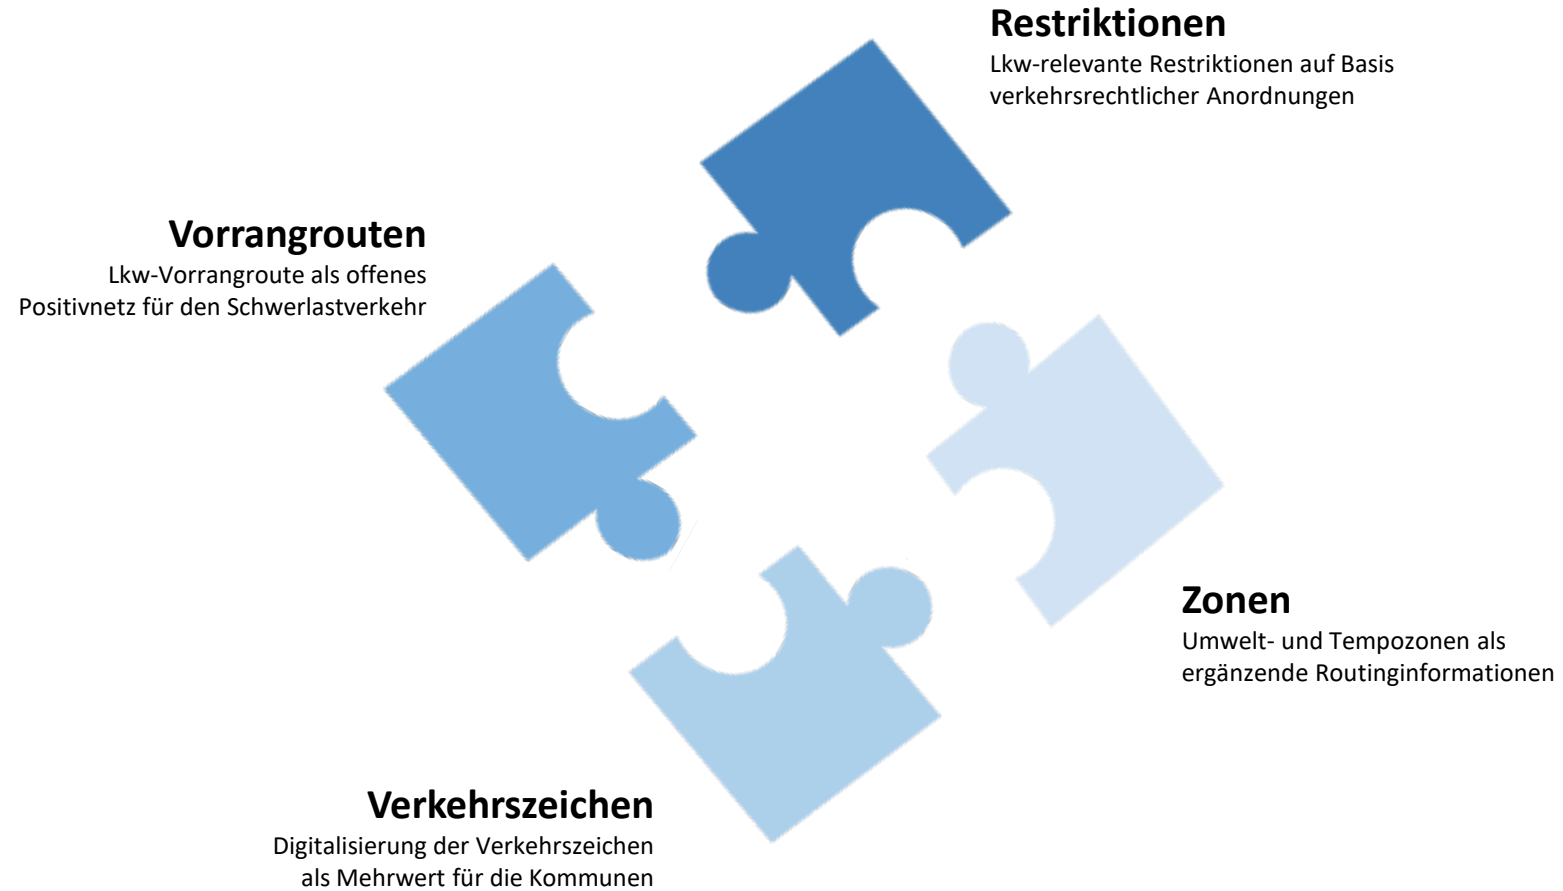 Restriktionen
Lkw-relevante Restriktionen auf Basis
verkehrsrechtlicher Anordnungen
Vorrangrouten
Lkw-Vorrangroute als offenes
Positivnetz für den Schwerlastverkehr
Zonen
Umwelt- und Tempozonen als
ergänzende Routinginformationen
Verkehrszeichen
Digitalisierung der Verkehrszeichen
als Mehrwert für die Kommunen